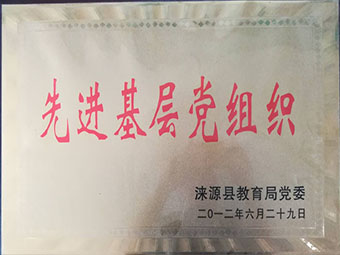 先进基层党组织
涞源县教育局党委
二0一二年六月二十九日